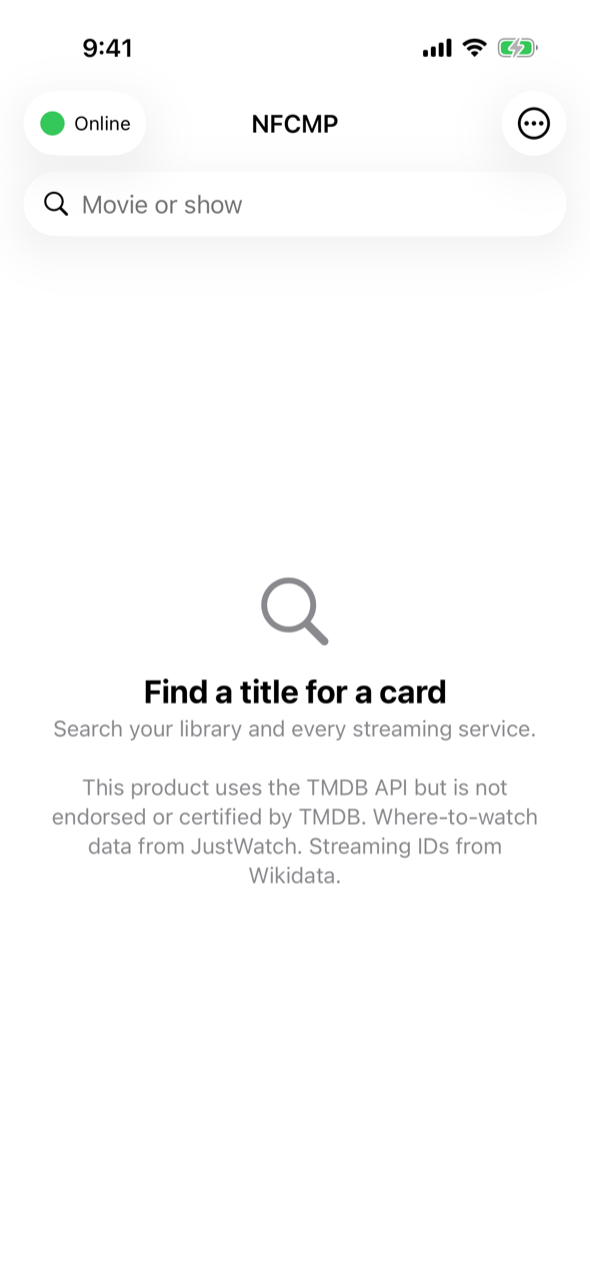 9:41
Online
NFCMP
Movie or show
Find a title for a card
Search your library and every streaming service.
This product uses the TMDB API but is not
endorsed or certified by TMDB. Where-to-watch
data from JustWatch. Streaming IDs from
Wikidata.